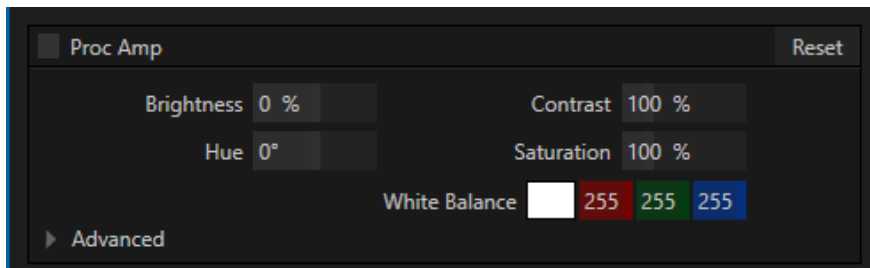 Proc Amp Reset
Brightness 0 % Contrast 100 %
Hue 0° Saturation 100 %
White Balance 255 255 255
Advanced